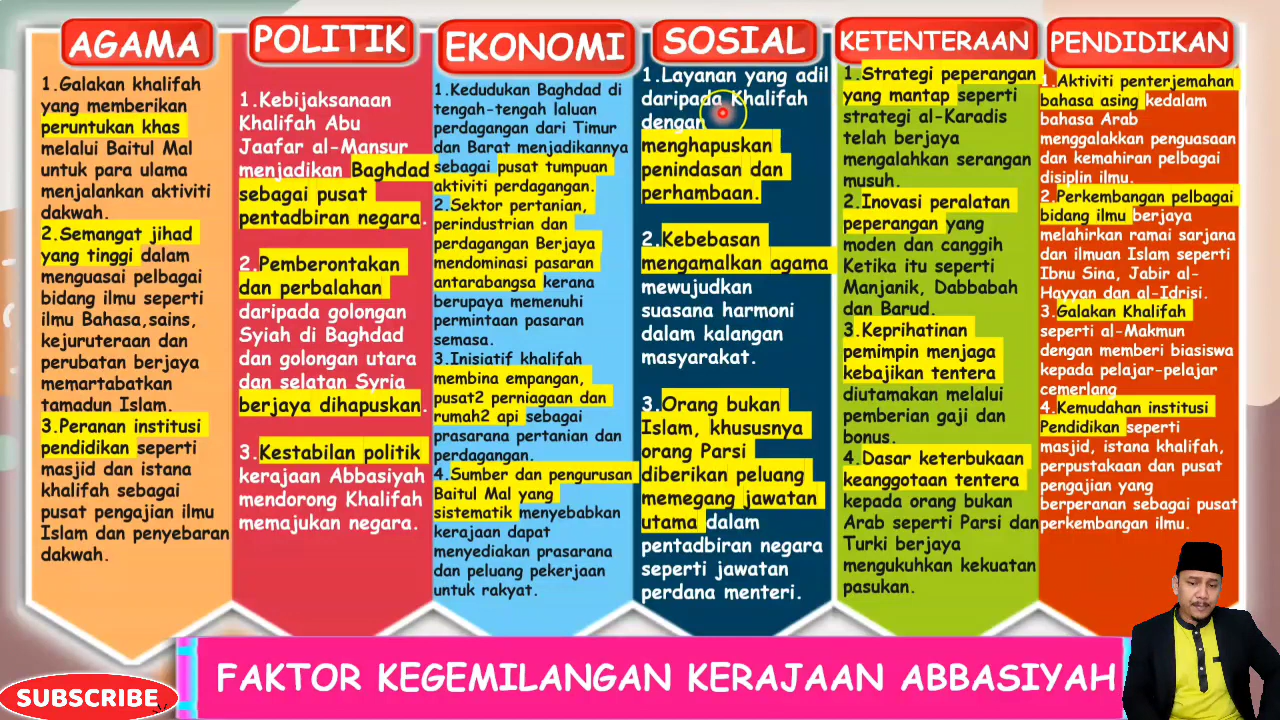 AGAMA
1.Galakan khalifah
yang memberikan
peruntukan khas
melalui Baitul Mal
untuk para ulama
menjalankan aktiviti
dakwah.
2.Semangat jihad
yang tinggi dalam
menguasai pelbagai
bidang ilmu seperti
ilmu Bahasa,sains,
kejuruteraan dan
perubatan berjaya
memartabatkan
tamadun Islam.
3.Peranan institusi
pendidikan seperti
masjid dan istana
khalifah sebagai
pusat pengajian ilmu
Islam dan penyebaran
dakwah.
POLITIK
1.Kebijaksanaan
Khalifah Abu
Jaafar al-Mansur
menjadikan Baghdad
sebagai pusat
pentadbiran negara.
2.Pemberontakan
dan perbalahan
daripada golongan
Syiah di Baghdad
dan golongan utara
dan selatan Syria
berjaya dihapuskan.
3.Kestabilan politik
kerajaan Abbasiyah
mendorong Khalifah
memajukan negara.
EKONOMI
1.Kedudukan Baghdad di
tengah-tengah laluan
perdagangan dari Timur
dan Barat menjadikannya
sebagai pusat tumpuan
aktiviti perdagangan.
2.Sektor pertanian,
perindustrian dan
perdagangan Berjaya
mendominasi pasaran
antarabangsa kerana
berupaya memenuhi
permintaan pasaran
semasa.
3.Inisiatif khalifah
membina empangan,
pusat2 perniagaan dan
rumah2 api sebagai
prasarana pertanian dan
perdagangan.
4.Sumber dan pengurusan
Baitul Mal yang
sistematik menyebabkan
kerajaan dapat
menyediakan prasarana
dan peluang pekerjaan
untuk rakyat.
SOSIAL
1.Layanan yang adil
daripada Khalifah
dengan
menghapuskan
penindasan dan
perhambaan.
2.Kebebasan
mengamalkan agama
mewujudkan
suasana harmoni
dalam kalangan
masyarakat.
3.Orang bukan
Islam, khususnya
orang Parsi
diberikan peluang
memegang jawatan
utama dalam
pentadbiran negara
seperti jawatan
perdana menteri.
KETENTERAAN
1.Strategi peperangan
yang mantap seperti
strategi al-Karadis
telah berjaya
mengalahkan serangan
musuh.
2.Inovasi peralatan
peperangan yang
moden dan canggih
Ketika itu seperti
Manjanik, Dabbabah
dan Barud.
3.Keprihatinan
pemimpin menjaga
kebajikan tentera
diutamakan melalui
pemberian gaji dan
bonus.
4.Dasar keterbukaan
keanggotaan tentera
kepada orang bukan
Arab seperti Parsi dan
Turki berjaya
mengukuhkan kekuatan
pasukan.
PENDIDIKAN
1.Aktiviti penterjemahan
bahasa asing kedalam
bahasa Arab
menggalakkan penguasaan
dan kemahiran pelbagai
disiplin ilmu.
2.Perkembangan pelbagai
bidang ilmu berjaya
melahirkan ramai sarjana
dan ilmuan Islam seperti
Ibnu Sina, Jabir al-
Hayyan dan al-Idrisi.
3.Galakan Khalifah
seperti al-Makmun
dengan memberi biasiswa
kepada pelajar-pelajar
cemerlang
4.Kemudahan institusi
Pendidikan seperti
masjid, istana khalifah,
perpustakaan dan pusat
pengajian yang
berperanan sebagai pusat
perkembangan ilmu.
FAKTOR KEGEMILANGAN KERAJAAN ABBASIYAH
SUBSCRIBE